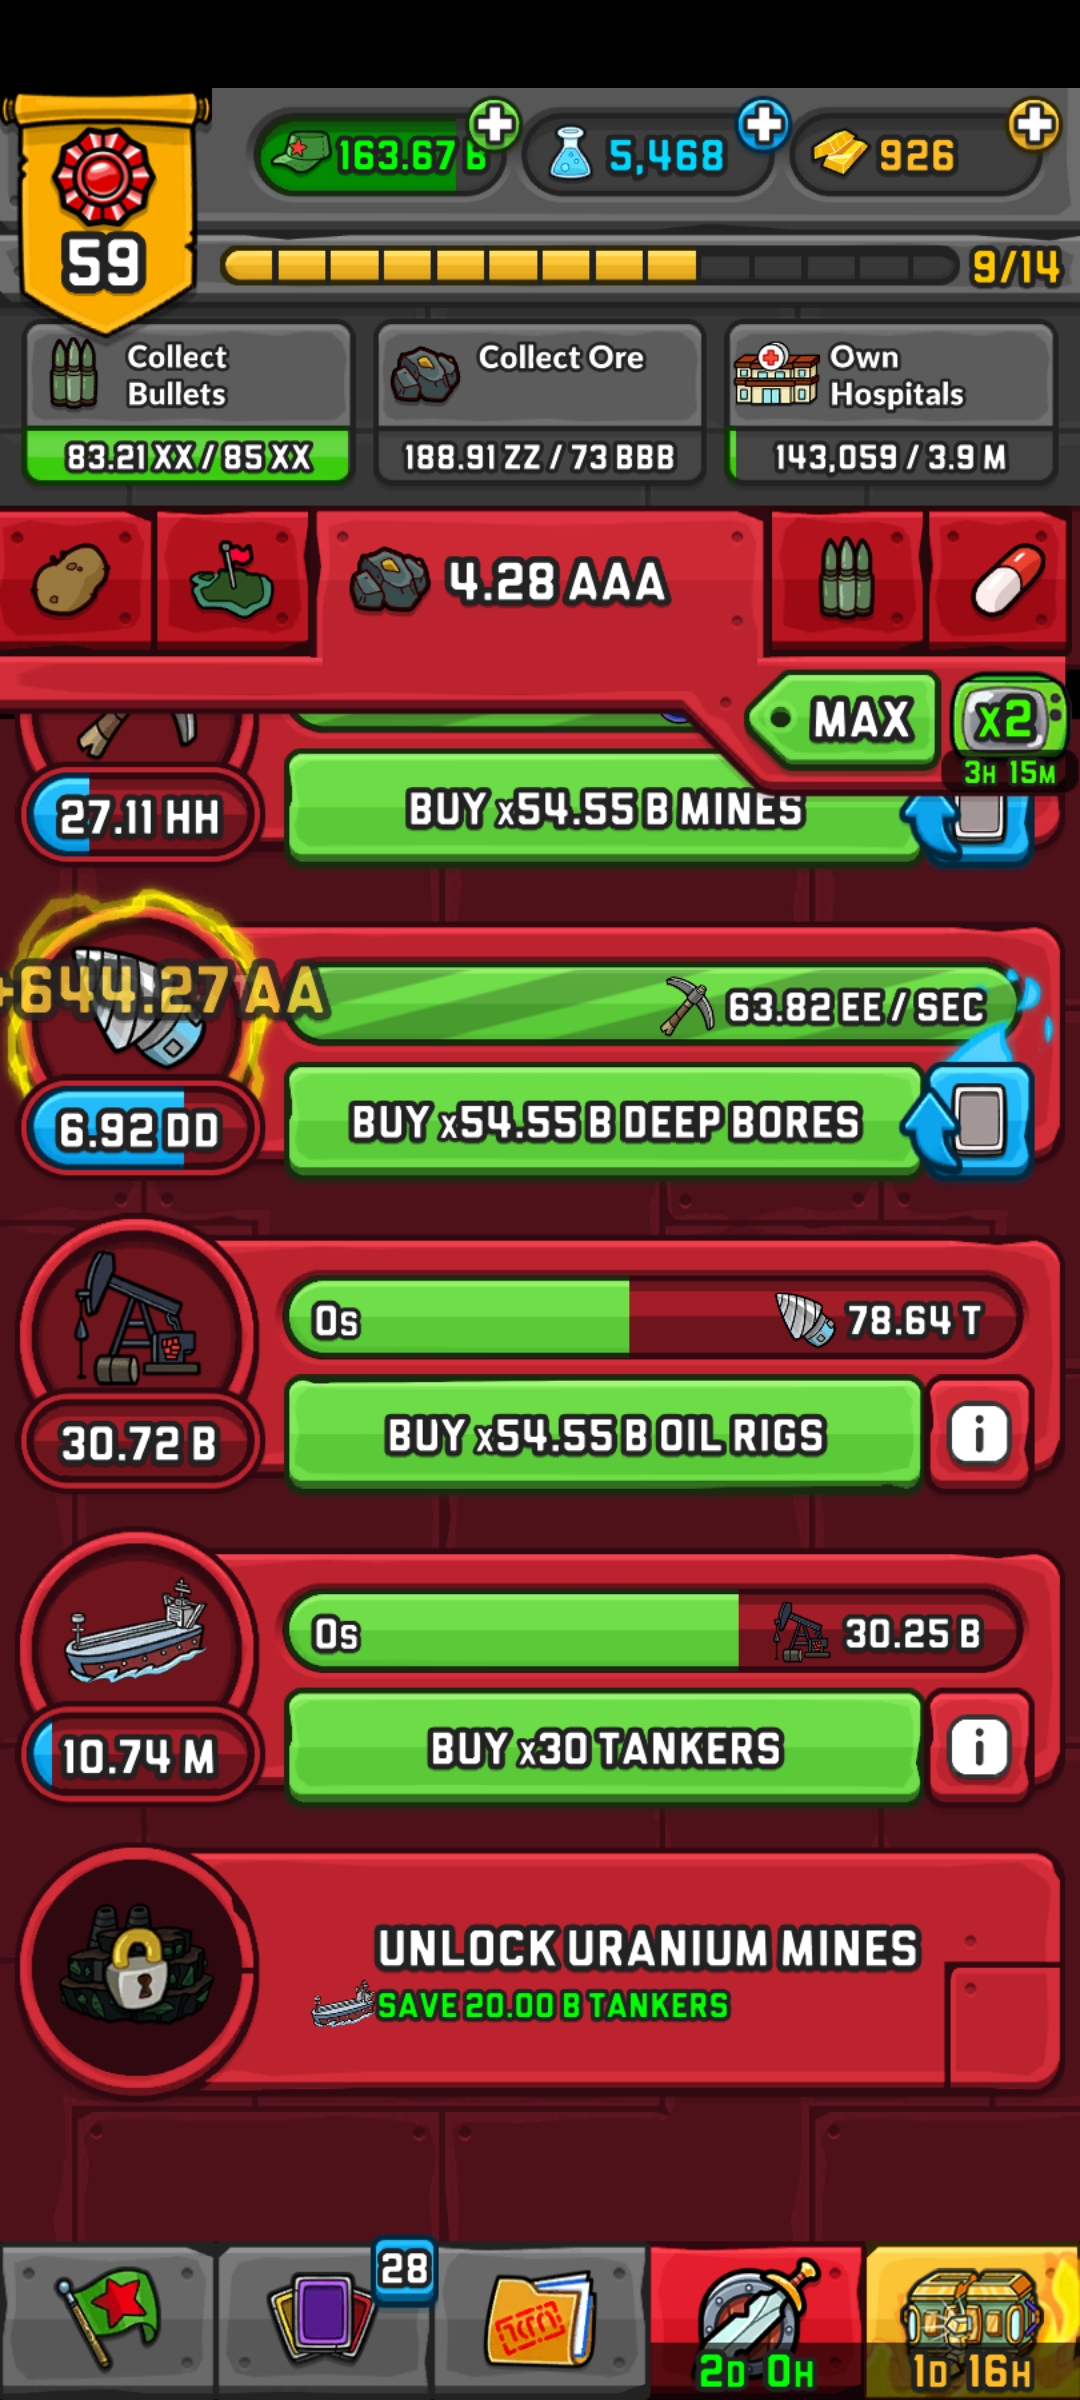 163.67 B
5,468
926
59
9/14
Collect
Bullets
83.21 XX / 85 XX
Collect Ore
188.91 ZZ / 73 BBB
Own
Hospitals
143,059 / 3.9 M
4.28 AAA
MAX
x2
3H 15M
27.11 HH
BUY x54.55 B MINES
+644.27 AA
63.82 EE / SEC
6.92 DD
BUY x54.55 B DEEP BORES
0s
78.64 T
30.72 B
BUY x54.55 B OIL RIGS
i
0s
30.25 B
10.74 M
BUY x30 TANKERS
i
UNLOCK URANIUM MINES
SAVE 20.00 B TANKERS
28
2D 0H
1D 16H